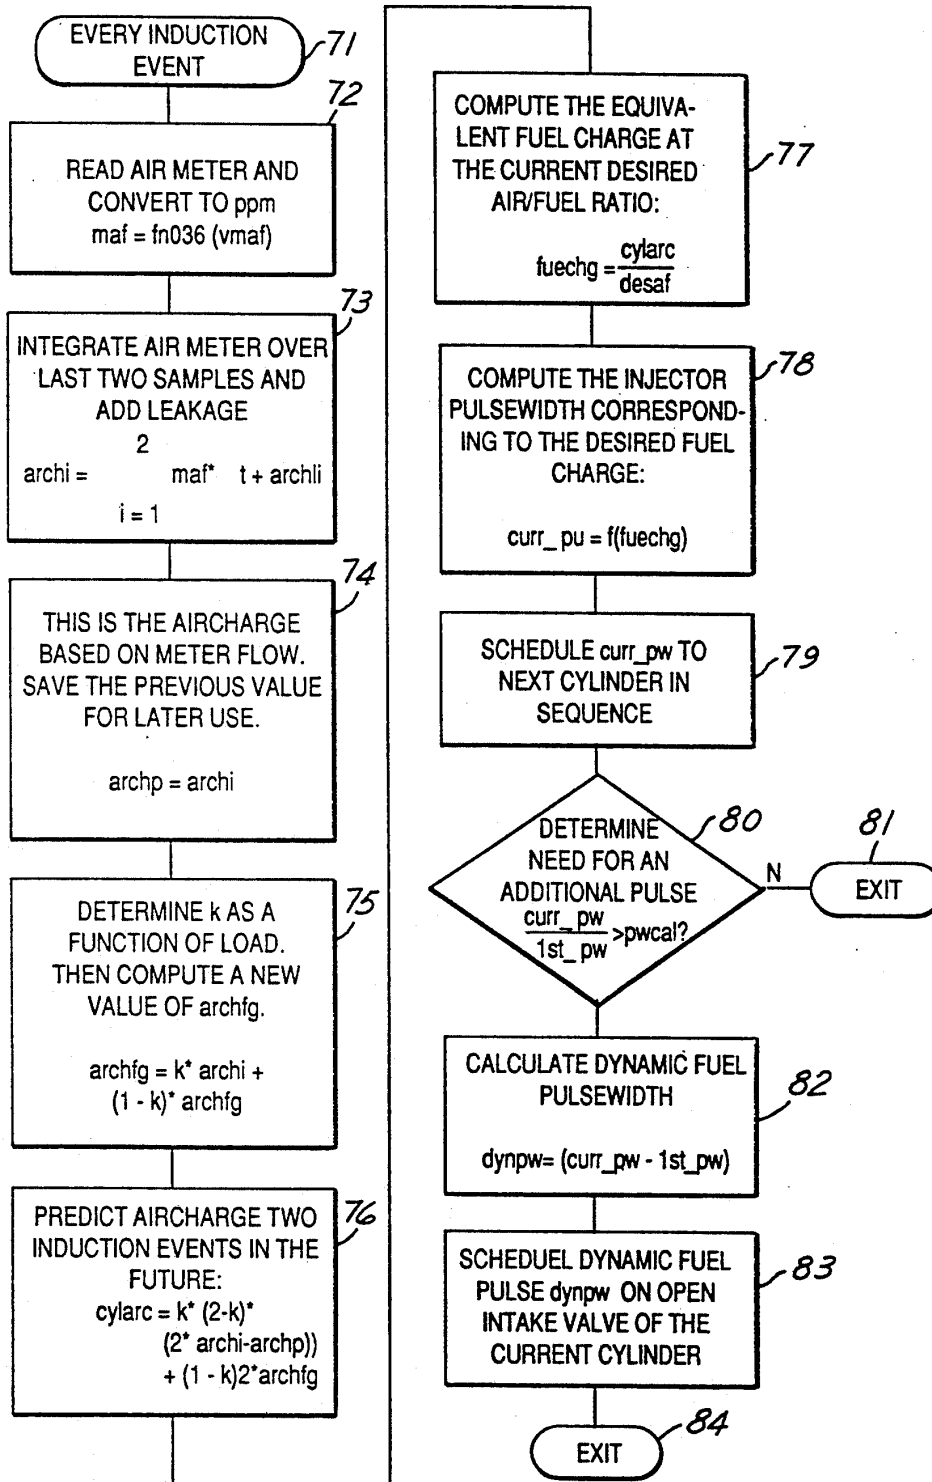 EVERY INDUCTION
EVENT
71
72
READ AIR METER AND
CONVERT TO ppm
maf = fn036 (vmaf)
73
INTEGRATE AIR METER OVER
LAST TWO SAMPLES AND
ADD LEAKAGE
2
archi = maf* t + archli
i = 1
74
THIS IS THE AIRCHARGE
BASED ON METER FLOW.
SAVE THE PREVIOUS VALUE
FOR LATER USE.
archp = archi
75
DETERMINE k AS A
FUNCTION OF LOAD.
THEN COMPUTE A NEW
VALUE OF archfg.
archfg = k* archi +
(1 - k)* archfg
76
PREDICT AIRCHARGE TWO
INDUCTION EVENTS IN THE
FUTURE:
cylarc = k* (2-k)*
(2* archi-archp))
+ (1 - k)2*archfg
COMPUTE THE EQUIVA-
LENT FUEL CHARGE AT
THE CURRENT DESIRED
AIR/FUEL RATIO:
77
fuechg = cylarc
desaf
78
COMPUTE THE INJECTOR
PULSEWIDTH CORRESPOND-
ING TO THE DESIRED FUEL
CHARGE:
curr_ pu = f(fuechg)
SCHEDULE curr_pw TO
NEXT CYLINDER IN
SEQUENCE
79
DETERMINE
NEED FOR AN
ADDITIONAL PULSE
curr_pw
1st_ pw >pwcal?
80
N
81
EXIT
CALCULATE DYNAMIC FUEL
PULSEWIDTH
dynpw= (curr_pw - 1st_pw)
82
SCHEDUEL DYNAMIC FUEL
PULSE dynpw ON OPEN
INTAKE VALVE OF THE
CURRENT CYLINDER
83
EXIT
84